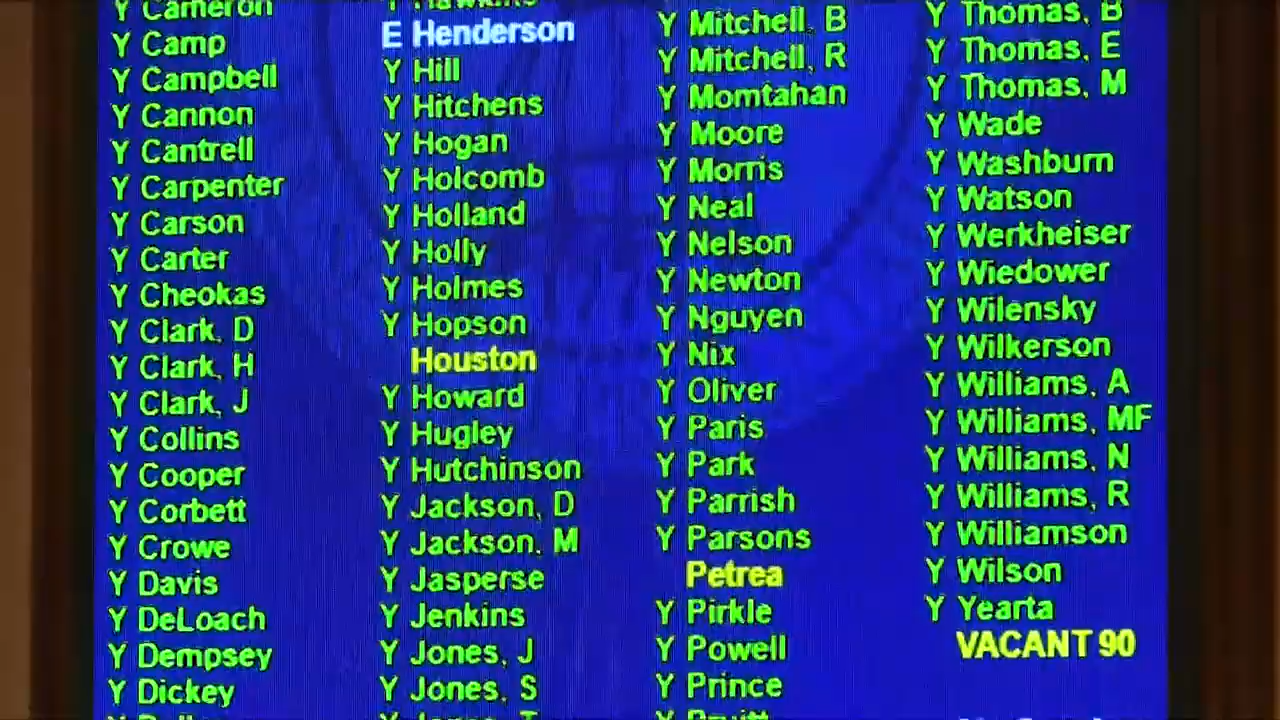 Y Cameron
Y Camp
Y Campbell
Y Cannon
Y Cantrell
Y Carpenter
Y Carson
Y Carter
Y Cheokas
Y Clark, D
Y Clark, H
Y Clark, J
Y Collins
Y Cooper
Y Corbett
Y Crowe
Y Davis
Y DeLoach
Y Dempsey
Y Dickey
E Henderson
Y Hill
Y Hitchens
Y Hogan
Y Holcomb
Y Holland
Y Holly
Y Holmes
Y Hopson
Houston
Y Howard
Y Hugley
Y Hutchinson
Y Jackson, D
Y Jackson, M
Y Jasperse
Y Jenkins
Y Jones, J
Y Jones, S
Y Mitchell, B
Y Mitchell, R
Y Momtahan
Y Moore
Y Morris
Y Neal
Y Nelson
Y Newton
Y Nguyen
Y Nix
Y Oliver
Y Paris
Y Park
Y Parrish
Y Parsons
Petrea
Y Pirkle
Y Powell
Y Prince
Y Thomas, B
Y Thomas, E
Y Thomas, M
Y Wade
Y Washburn
Y Watson
Y Werkheiser
Y Wiedower
Y Wilensky
Y Wilkerson
Y Williams, A
Y Williams, MF
Y Williams, N
Y Williams, R
Y Williamson
Y Wilson
Y Yearta
VACANT 90